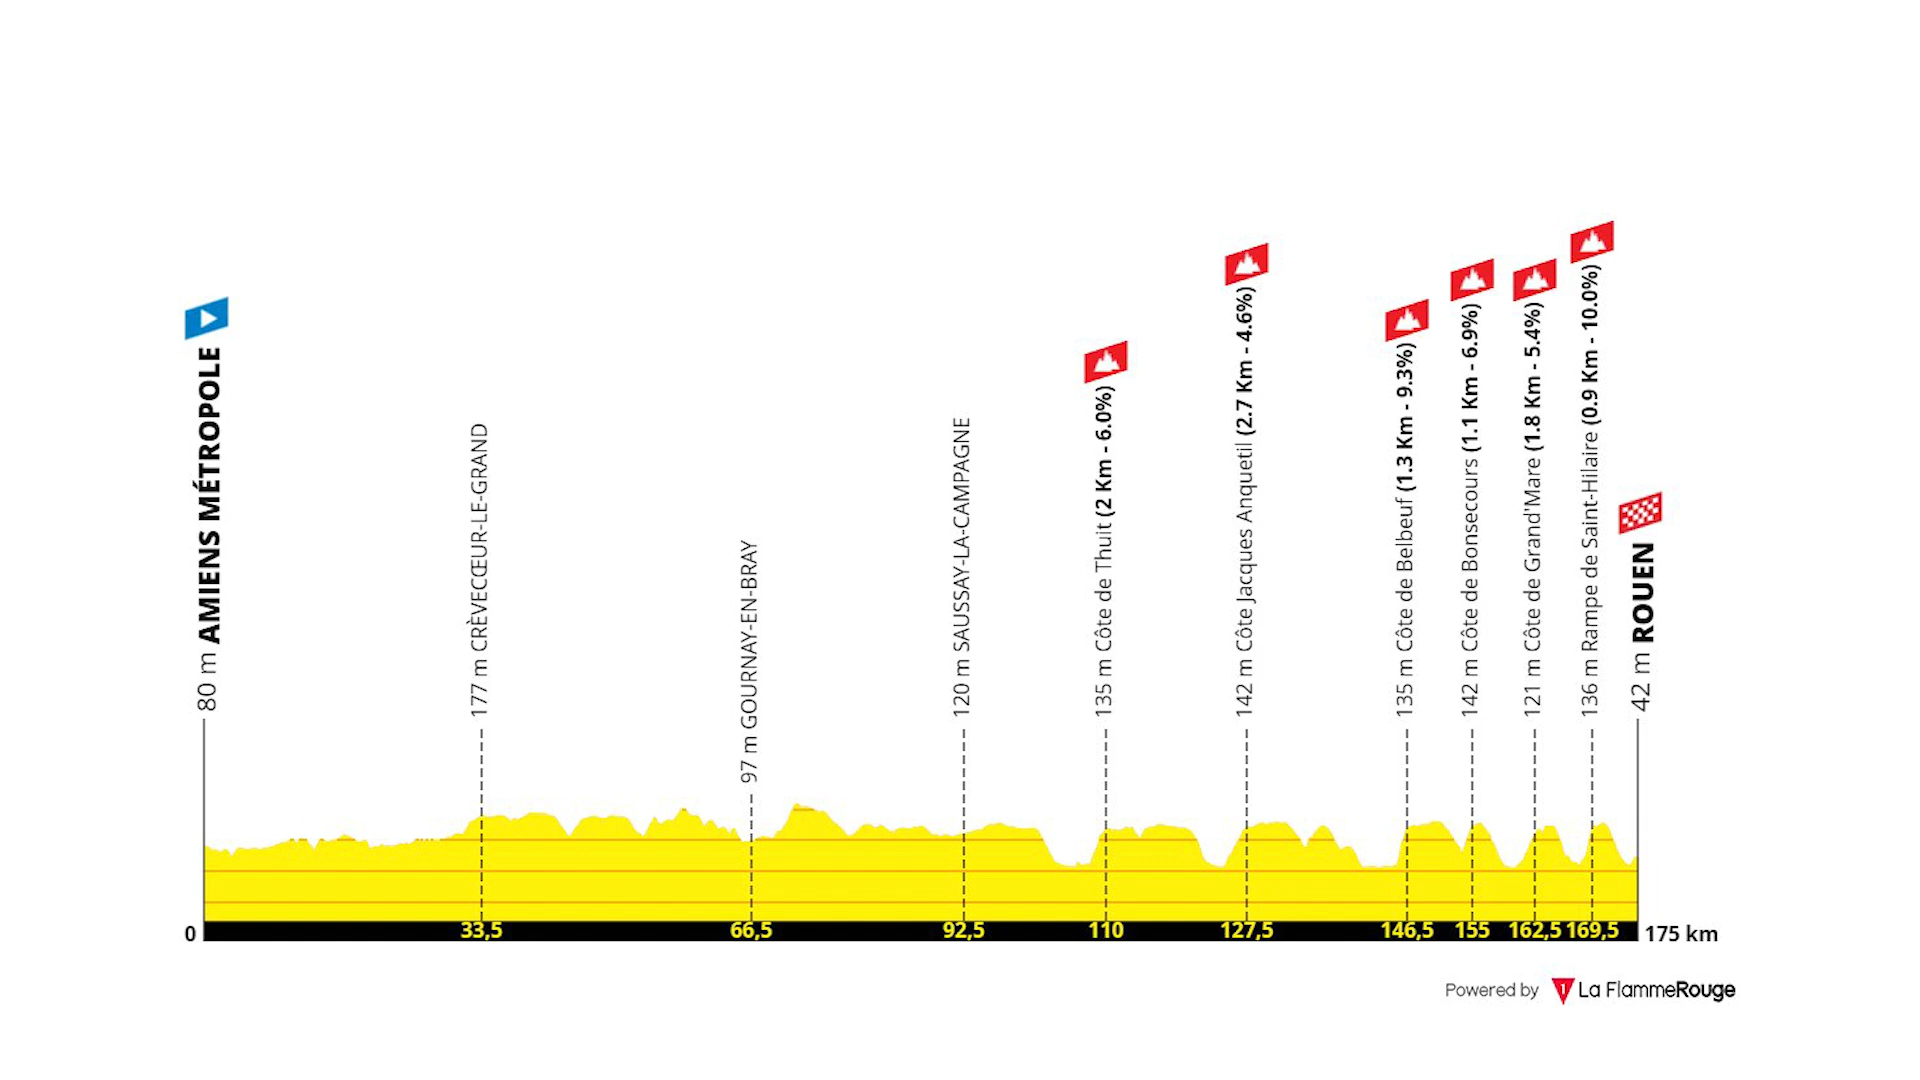 80 m AMIENS MÉTROPOLE
177 m CRÈVECŒUR-LE-GRAND
97 m GOURNAY-EN-BRAY
120 m SAUSSAY-LA-CAMPAGNE
135 m Côte de Thuit (2 Km - 6.0%)
142 m Côte Jacques Anquetil (2.7 Km - 4.6%)
135 m Côte de Belbeuf (1.3 Km - 9.3%)
142 m Côte de Bonsecours (1.1 Km - 6.9%)
121 m Côte de Grand'Mare (1.8 Km - 5.4%)
136 m Rampe de Saint-Hilaire (0.9 Km - 10.0%)
42 m ROUEN
0 33,5 66,5 92,5 110 127,5 146,5 155 162,5 169,5 175 km
Powered by 1 La FlammeRouge